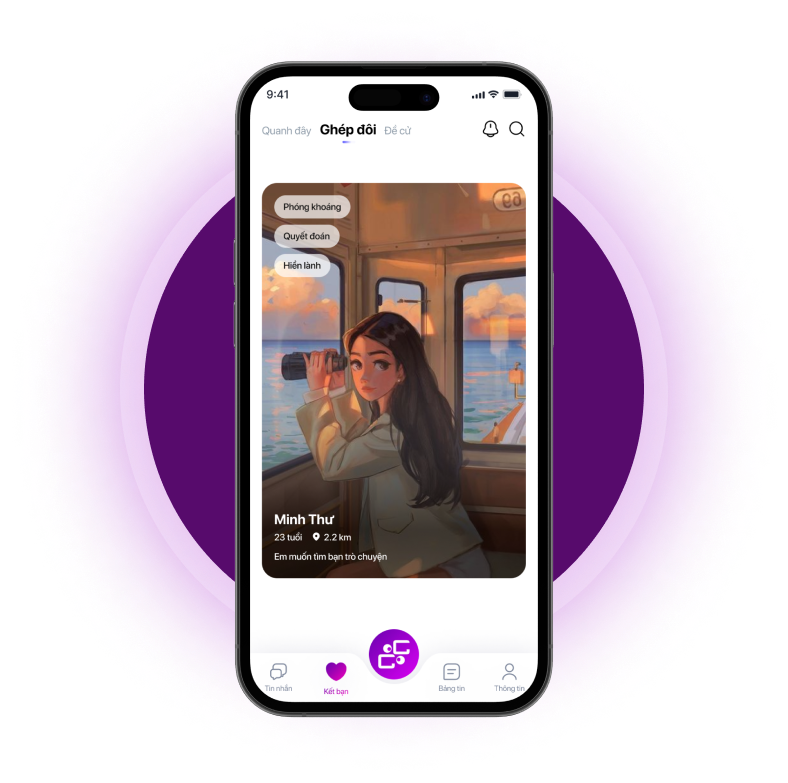 9:41
Quanh đây Ghép đôi Đề cử
Phóng khoáng
69
Quyết đoán
Hiền lành
Minh Thư
23 tuổi 2.2 km
Em muốn tìm bạn trò chuyện
Tin nhắn Kết bạn Bảng tin Thông tin